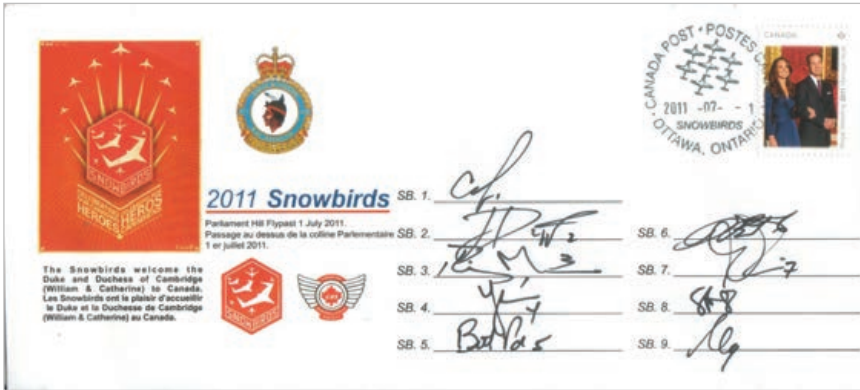 CANADA POST · POSTES C
2011 -07- - 1
SNOWBIRDS
OTTAWA, ONTARIO
CANADA
SNOWBIRDS
HEROES
HÉROS
2011 Snowbirds
Parliament Hill Flypast 1 July 2011.
Passage au dessus de la colline Parlementaire
1 er juillet 2011.
The Snowbirds welcome the
Duke and Duchess of Cambridge
(William & Catherine) to Canada.
Les Snowbirds ont la plaisir d'accueillir
le Duke et la Duchesse de Cambridge
(William & Catherine) au Canada.
SNOWBIRDS
SB. 1.
SB. 2
SB. 3.
SB. 4
SB. 5.
SB. 6.
SB. 7.
SB. 8
SB. 9.